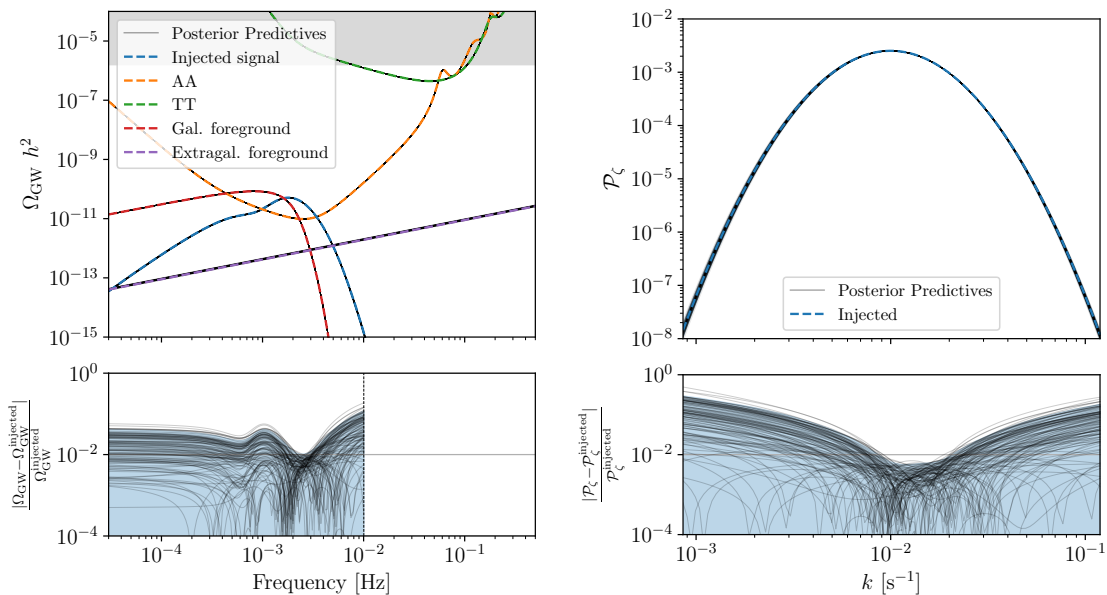 10^{-5}
10^{-7}
10^{-9}
10^{-11}
10^{-13}
10^{-15}
Ω_GW h^2
Posterior Predictives
Injected signal
AA
TT
Gal. foreground
Extragal. foreground
10^{-2}
10^{-3}
10^{-4}
10^{-5}
10^{-6}
10^{-7}
10^{-8}
𝒫_ζ
Posterior Predictives
Injected
10^{0}
10^{-2}
10^{-4}
|Ω_GW−Ω_GW^injected|
Ω_GW^injected
10^{-4}
10^{-3}
10^{-2}
10^{-1}
Frequency [Hz]
10^{0}
10^{-2}
10^{-4}
|𝒫_ζ−𝒫_ζ^injected|
𝒫_ζ^injected
10^{-3}
10^{-2}
10^{-1}
k [s^{-1}]